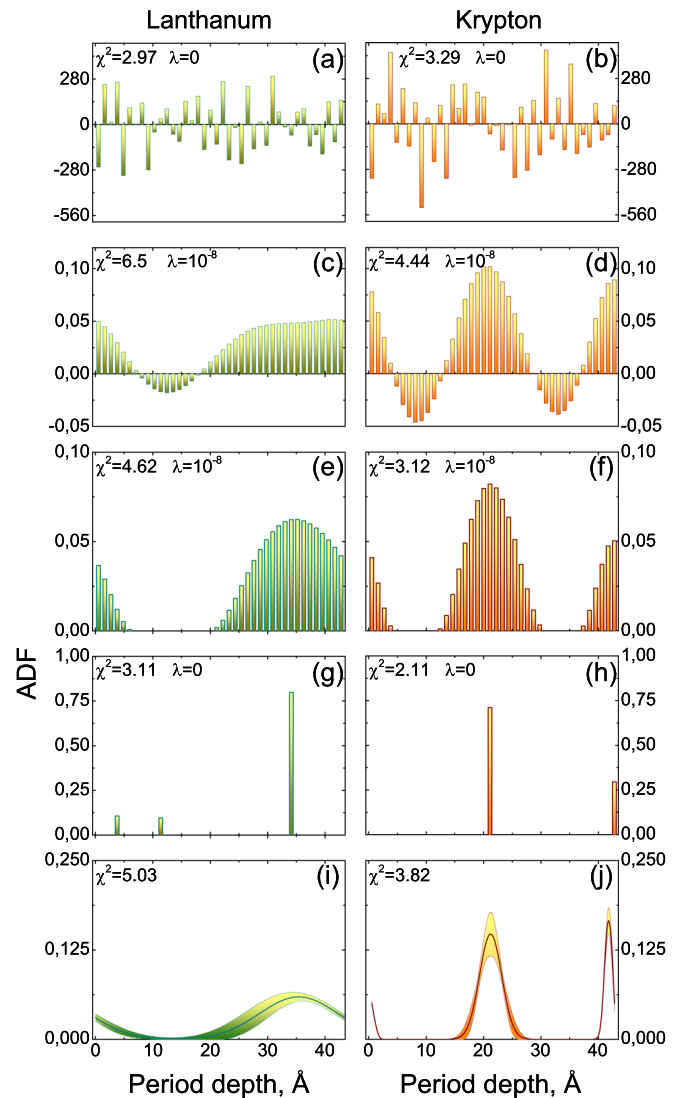 Lanthanum Krypton
χ²=2.97 λ=0 (a) χ²=3.29 λ=0 (b)
280 280
0 0
-280 -280
-560 -560
χ²=6.5 λ=10⁻⁸ (c) χ²=4.44 λ=10⁻⁸ (d)
0,10 0,10
0,05 0,05
0,00 0,00
-0,05 -0,05
χ²=4.62 λ=10⁻⁸ (e) χ²=3.12 λ=10⁻⁸ (f)
0,10 0,10
0,05 0,05
0,00 0,00
χ²=3.11 λ=0 (g) χ²=2.11 λ=0 (h)
1,00 1,00
0,75 0,75
ADF
0,50 0,50
0,25 0,25
0,00 0,00
χ²=5.03 (i) χ²=3.82 (j)
0,250 0,250
0,125 0,125
0,000 0,000
0 10 20 30 40 0 10 20 30 40
Period depth, Å Period depth, Å